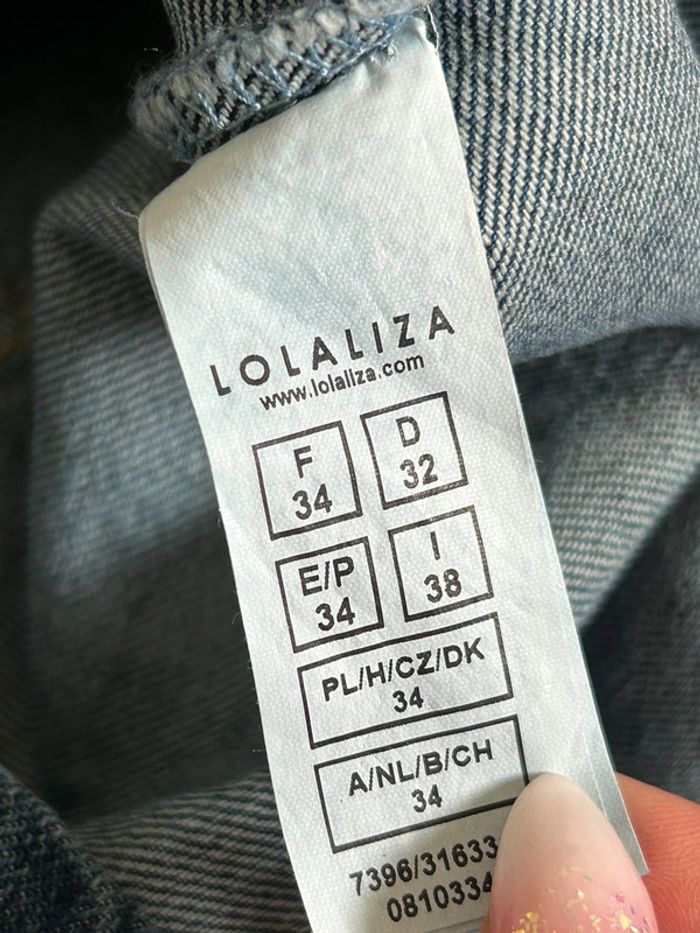 LOLALIZA
www.lolaliza.com
F
34
D
32
E/P
34
I
38
PL/H/CZ/DK
34
A/NL/B/CH
34
7396/31633
0810334